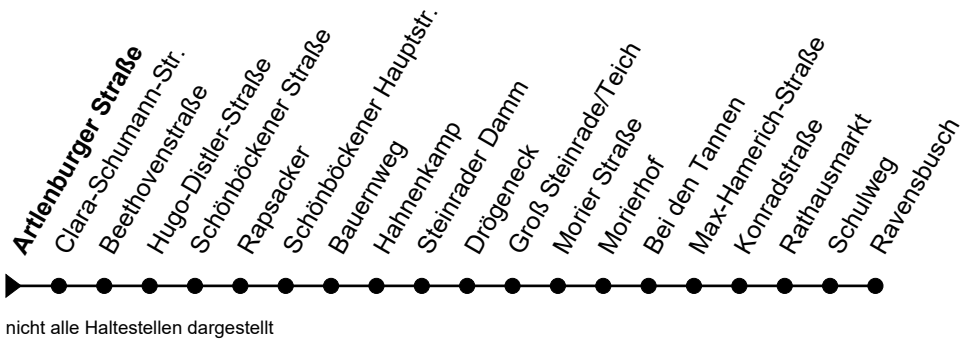 Artlenburger Straße
Clara-Schumann-Str.
Beethovenstraße
Hugo-Distler-Straße
Schönböckener Straße
Rapsacker
Schönböckener Hauptstr.
Bauernweg
Hahnenkamp
Steinrader Damm
Drögeneck
Groß Steinrade/Teich
Morier Straße
Morierhof
Bei den Tannen
Max-Hamerich-Straße
Konradstraße
Rathausmarkt
Schulweg
Ravensbusch
nicht alle Haltestellen dargestellt